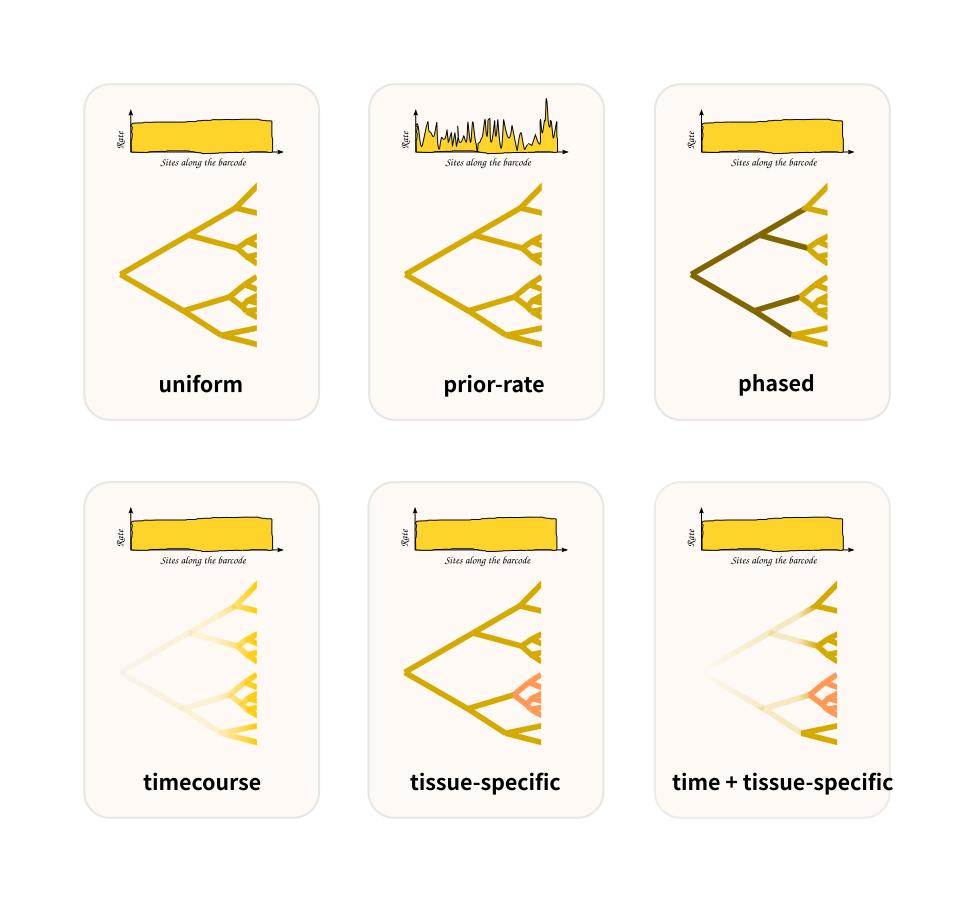 Rate
Sites along the barcode
uniform
Rate
Sites along the barcode
prior-rate
Rate
Sites along the barcode
phased
Rate
Sites along the barcode
timecourse
Rate
Sites along the barcode
tissue-specific
Rate
Sites along the barcode
time + tissue-specific